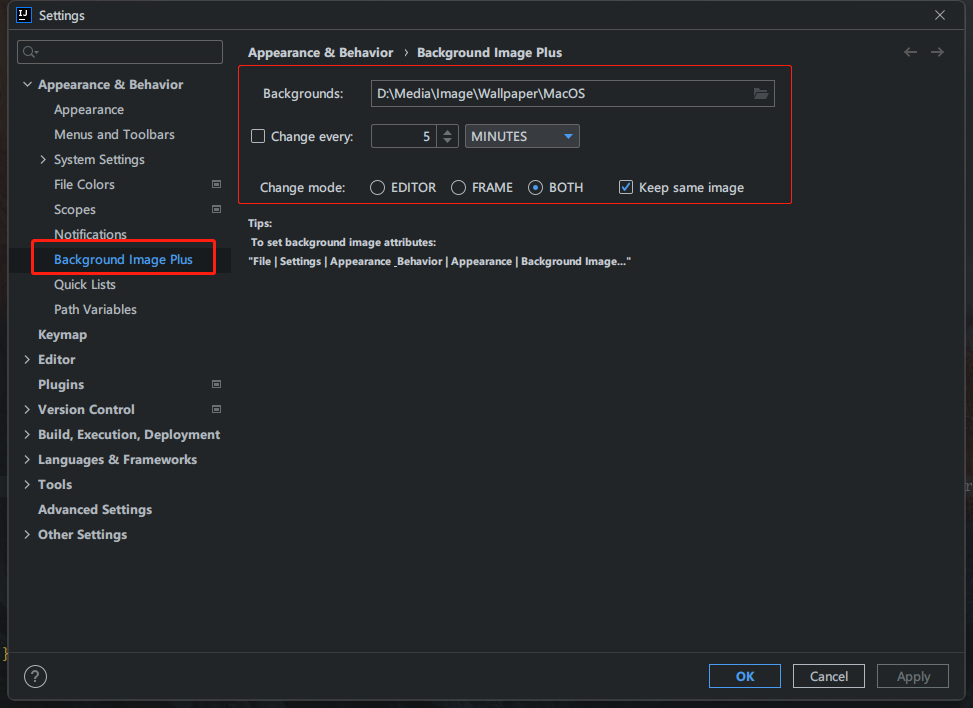 IJ Settings
Appearance & Behavior
Appearance
Menus and Toolbars
System Settings
File Colors
Scopes
Notifications
Background Image Plus
Quick Lists
Path Variables
Keymap
Editor
Plugins
Version Control
Build, Execution, Deployment
Languages & Frameworks
Tools
Advanced Settings
Other Settings
Appearance & Behavior › Background Image Plus
Backgrounds: D:\Media\Image\Wallpaper\MacOS
Change every: 5 MINUTES
Change mode: EDITOR FRAME BOTH Keep same image
Tips:
To set background image attributes:
"File | Settings | Appearance _Behavior | Appearance | Background Image..."
r
}
?
OK Cancel Apply